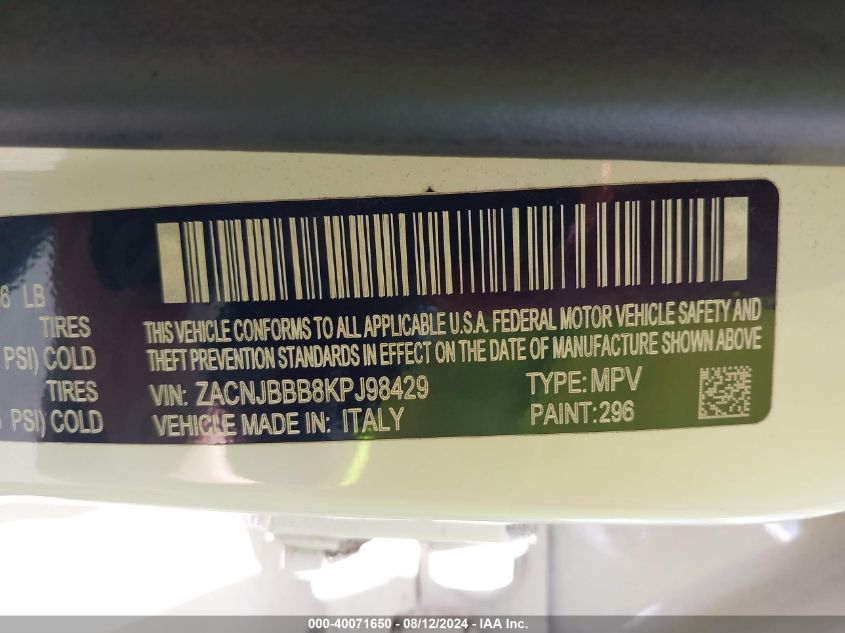 6 LB
TIRES
PSI) COLD
TIRES
PSI) COLD
THIS VEHICLE CONFORMS TO ALL APPLICABLE U.S.A. FEDERAL MOTOR VEHICLE SAFETY AND
THEFT PREVENTION STANDARDS IN EFFECT ON THE DATE OF MANUFACTURE SHOWN ABOVE
VIN: ZACNJBBB8KPJ98429 TYPE: MPV
VEHICLE MADE IN: ITALY PAINT: 296
000-40071650 - 08/12/2024 - IAA Inc.